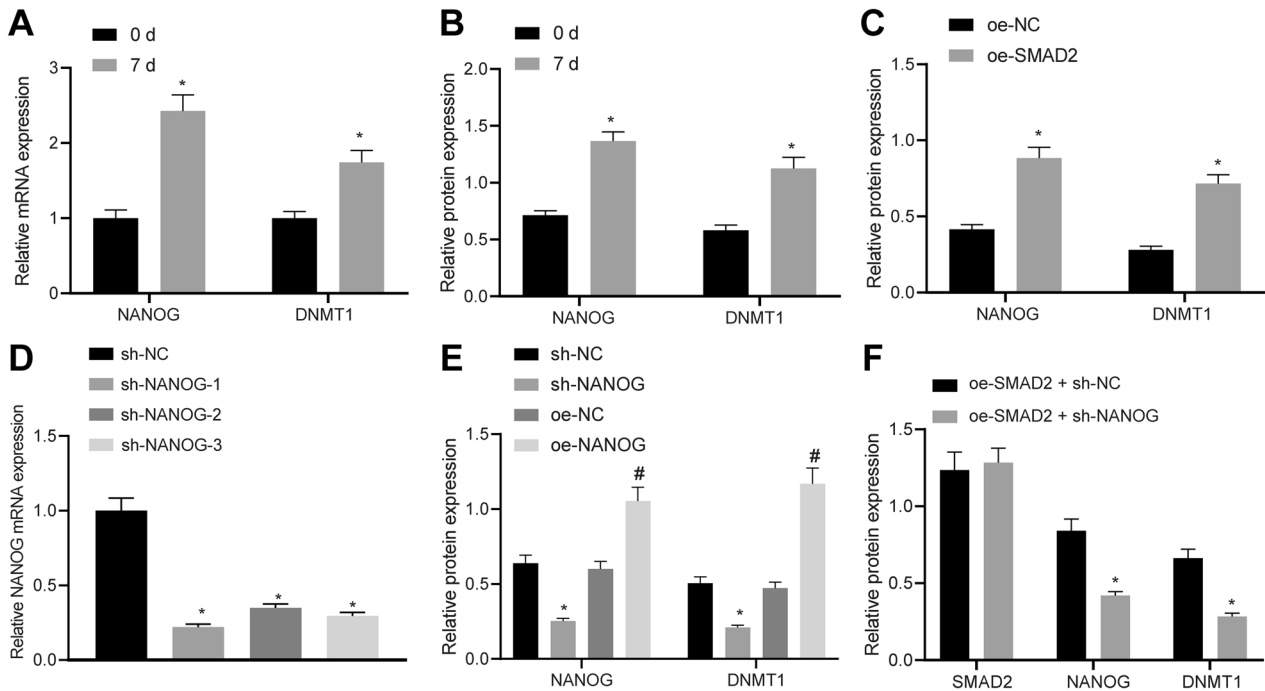 A
0 d
7 d
Relative mRNA expression
3
2
1
0
*
*
NANOG
DNMT1
B
0 d
7 d
Relative protein expression
2.0
1.5
1.0
0.5
0.0
*
*
NANOG
DNMT1
C
oe-NC
oe-SMAD2
Relative protein expression
1.5
1.0
0.5
0.0
*
*
NANOG
DNMT1
D
sh-NC
sh-NANOG-1
sh-NANOG-2
sh-NANOG-3
Relative NANOG mRNA expression
1.5
1.0
0.5
0.0
*
*
*
E
sh-NC
sh-NANOG
oe-NC
oe-NANOG
Relative protein expression
1.5
1.0
0.5
0.0
*
#
*
#
NANOG
DNMT1
F
oe-SMAD2 + sh-NC
oe-SMAD2 + sh-NANOG
Relative protein expression
1.5
1.0
0.5
0.0
*
*
SMAD2
NANOG
DNMT1